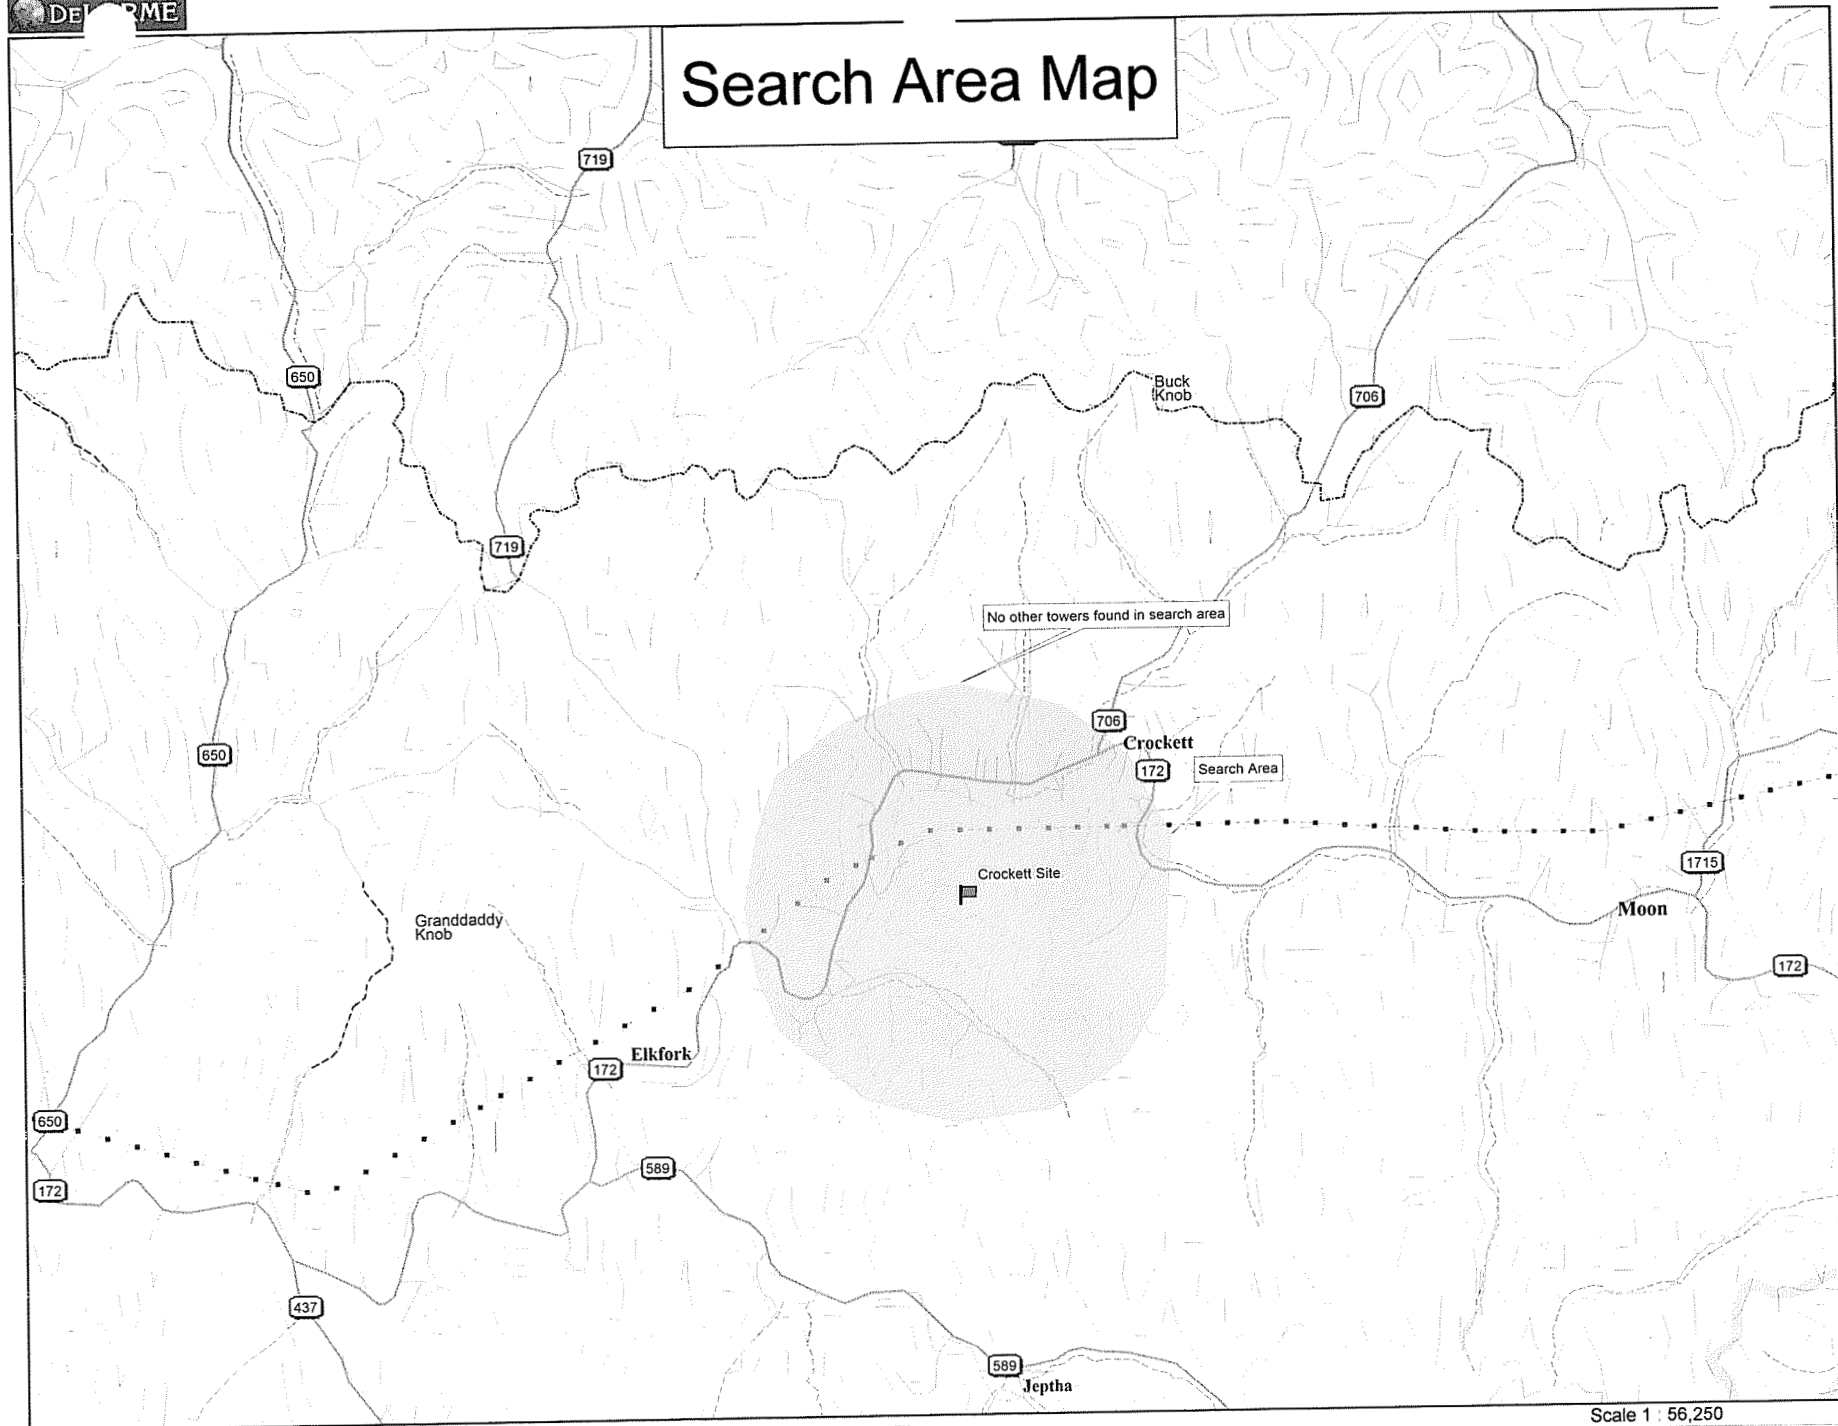 Search Area Map
719
650
Buck
Knob
706
719
No other towers found in search area
706
Crockett
650
172
Search Area
1715
Crockett Site
Moon
Granddaddy
Knob
172
Elkfork
172
650
589
172
437
589
Jeptha
Scale 1 : 56,250